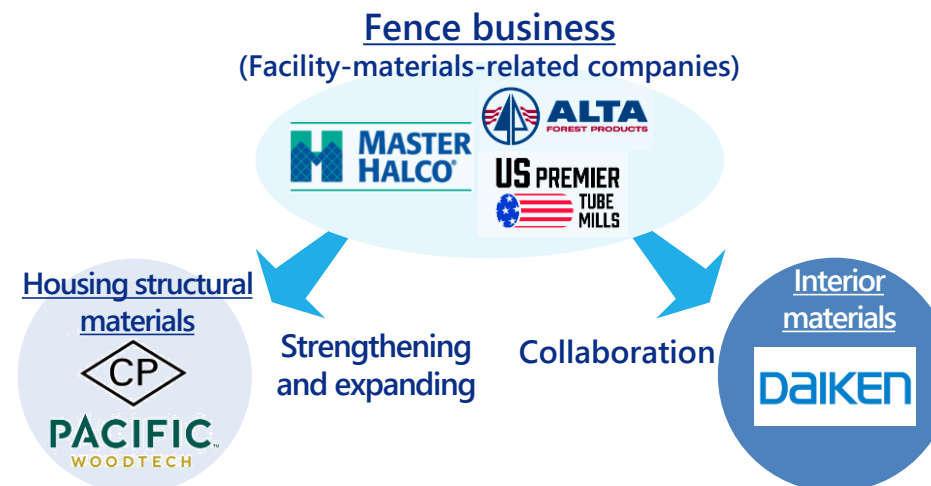 Fence business
(Facility-materials-related companies)
MASTER
HALCO®
ALTA
FOREST PRODUCTS
US PREMIER
TUBE
MILLS
Housing structural
materials
CP
PACIFIC™
WOODTECH
Strengthening
and expanding
Collaboration
Interior
materials
DAIKEN